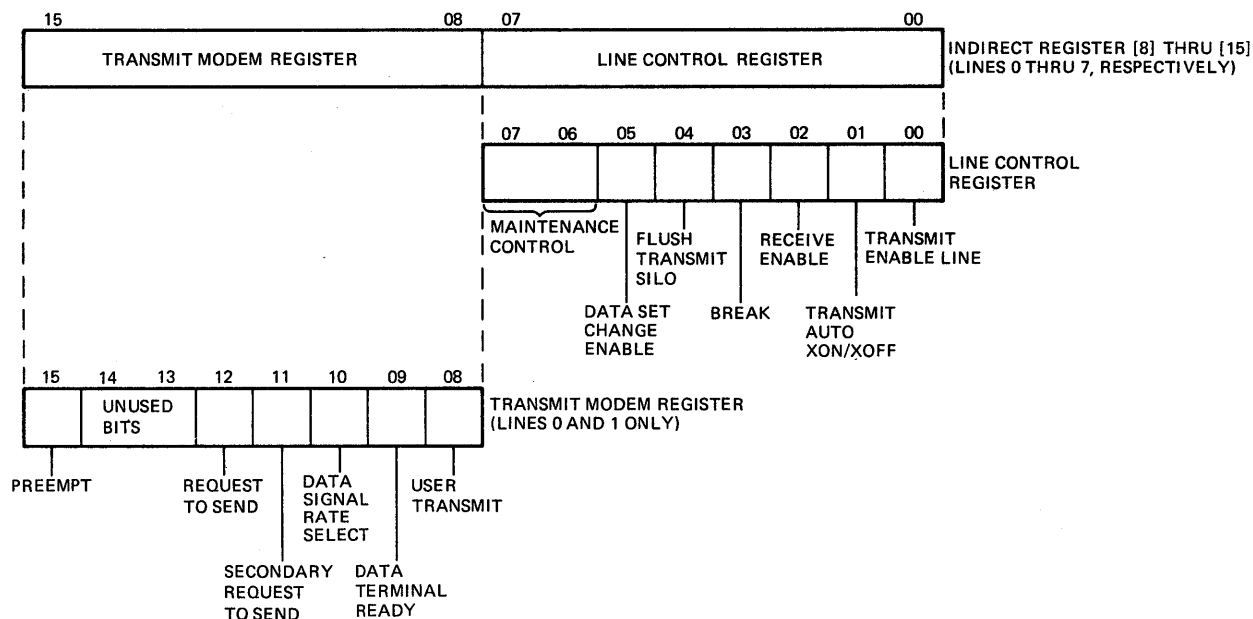 15 08 07 00
TRANSMIT MODEM REGISTER
LINE CONTROL REGISTER
INDIRECT REGISTER [8] THRU [15]
(LINES 0 THRU 7, RESPECTIVELY)
07 06 05 04 03 02 01 00
LINE CONTROL
REGISTER
MAINTENANCE
CONTROL
FLUSH
TRANSMIT
SILO
RECEIVE
ENABLE
TRANSMIT
ENABLE LINE
DATA SET
CHANGE
ENABLE
BREAK
TRANSMIT
AUTO
XON/XOFF
15 14 13 12 11 10 09 08
UNUSED
BITS
TRANSMIT MODEM REGISTER
(LINES 0 AND 1 ONLY)
PREEMPT
REQUEST
TO SEND
DATA
SIGNAL
RATE
SELECT
USER
TRANSMIT
SECONDARY
REQUEST
TO SEND
DATA
TERMINAL
READY